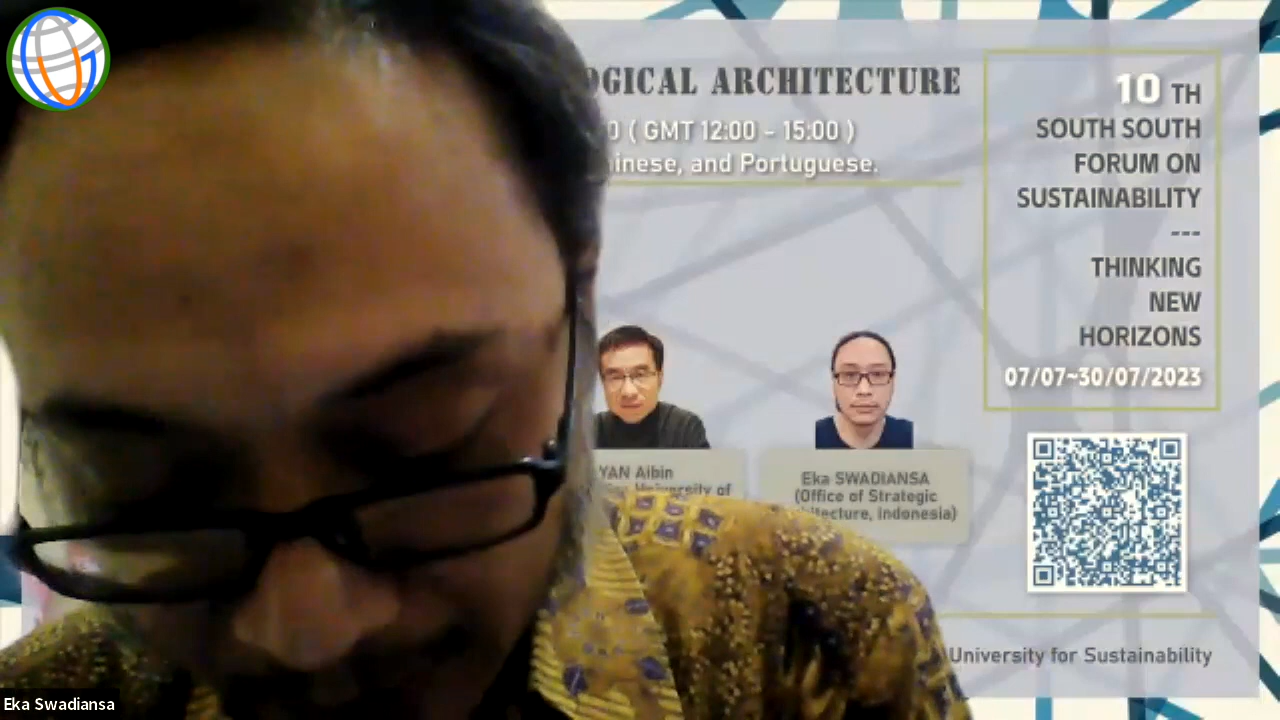 OGICAL ARCHITECTURE
0 ( GMT 12:00 - 15:00 )
hinese, and Portuguese.
10 TH
SOUTH SOUTH
FORUM ON
SUSTAINABILITY
---
THINKING
NEW
HORIZONS
07/07~30/07/2023
YAN Aibin
University of
Eka SWADIANSA
(Office of Strategic
itecture, Indonesia)
University for Sustainability
Eka Swadiansa